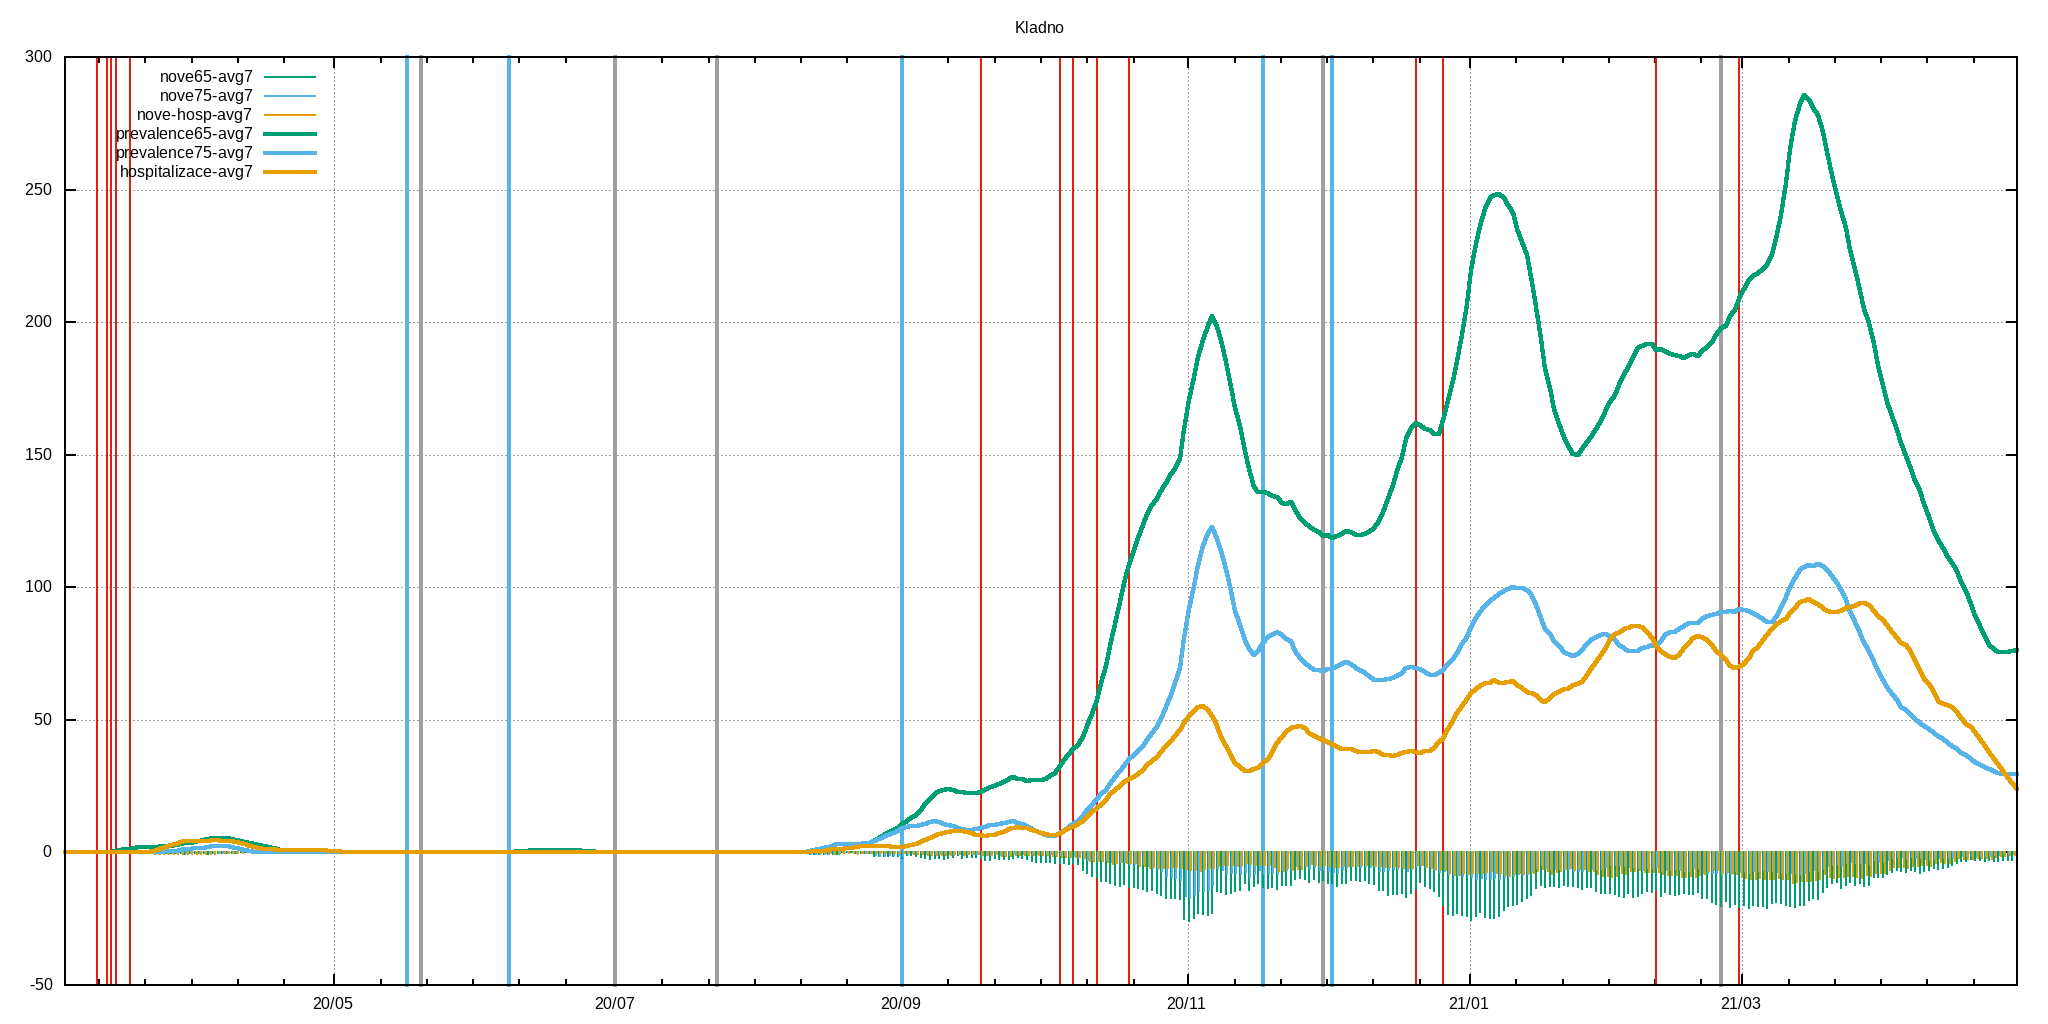 Kladno
300
nove65-avg7
nove75-avg7
nove-hosp-avg7
prevalence65-avg7
prevalence75-avg7
hospitalizace-avg7
250
200
150
100
50
0
-50
20/05 20/07 20/09 20/11 21/01 21/03